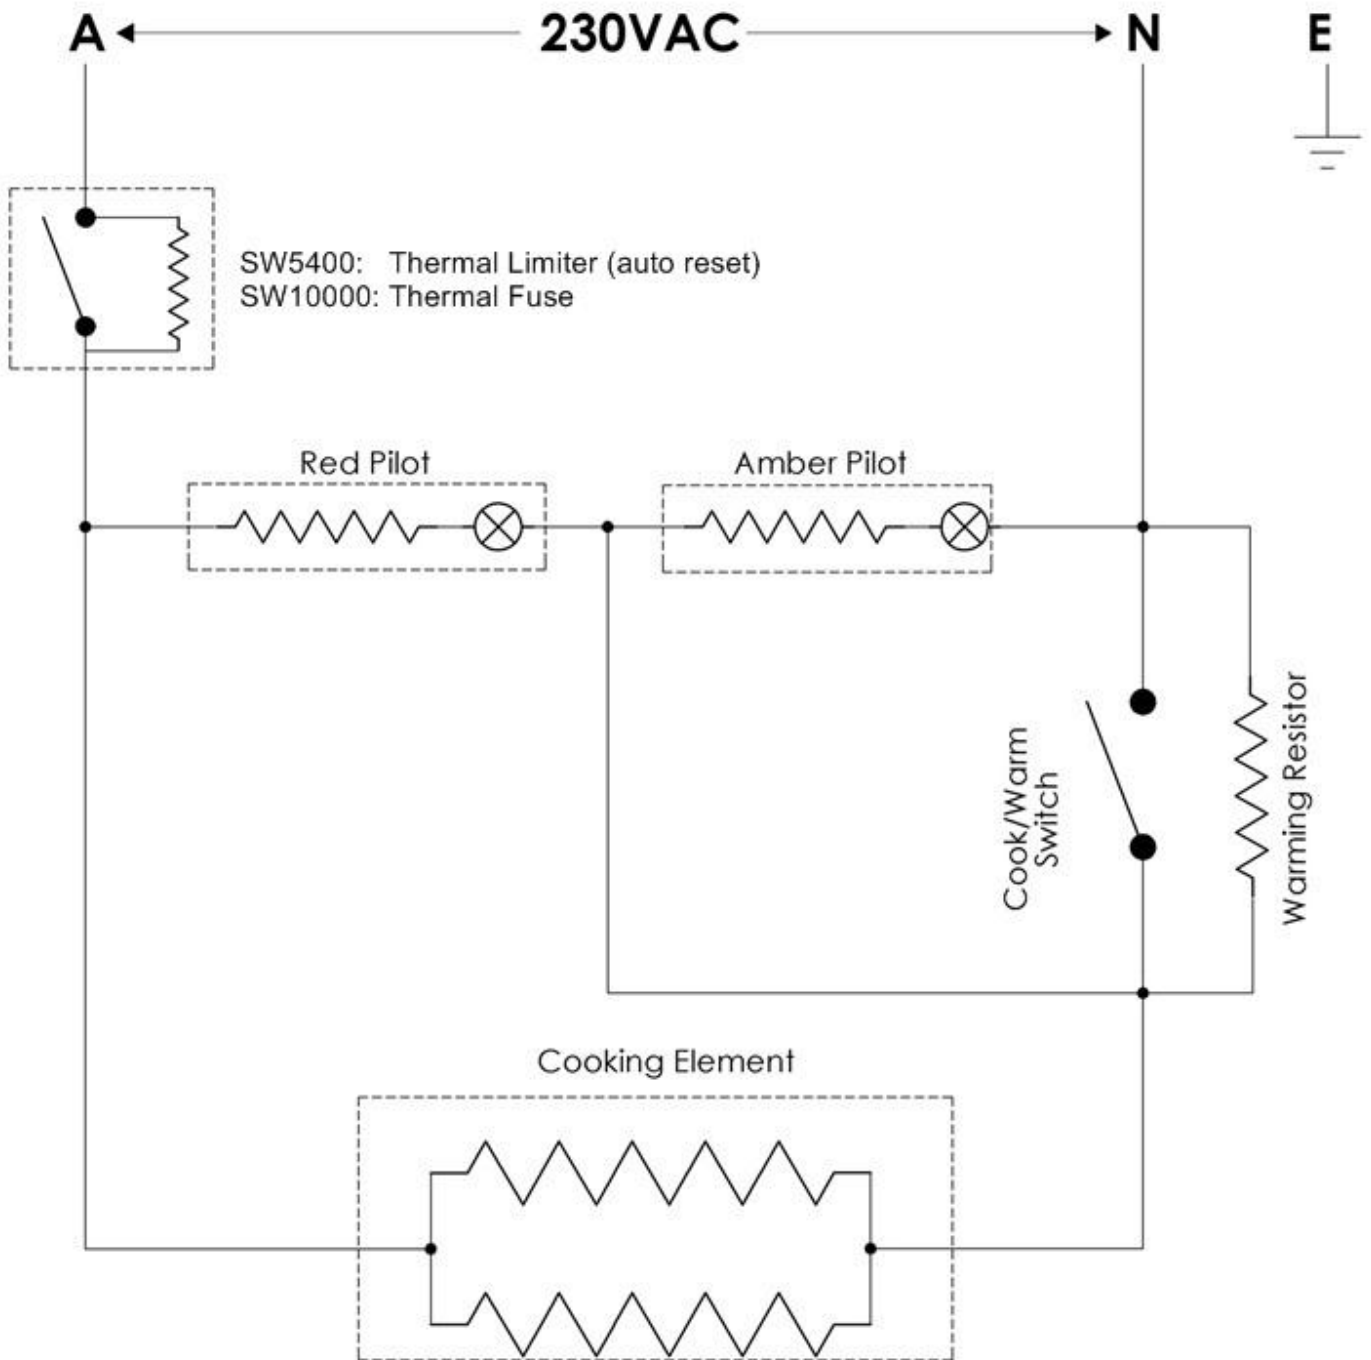 A 230VAC N E
SW5400: Thermal Limiter (auto reset)
SW10000: Thermal Fuse
Red Pilot
Amber Pilot
Cook/Warm
Switch
Warming Resistor
Cooking Element